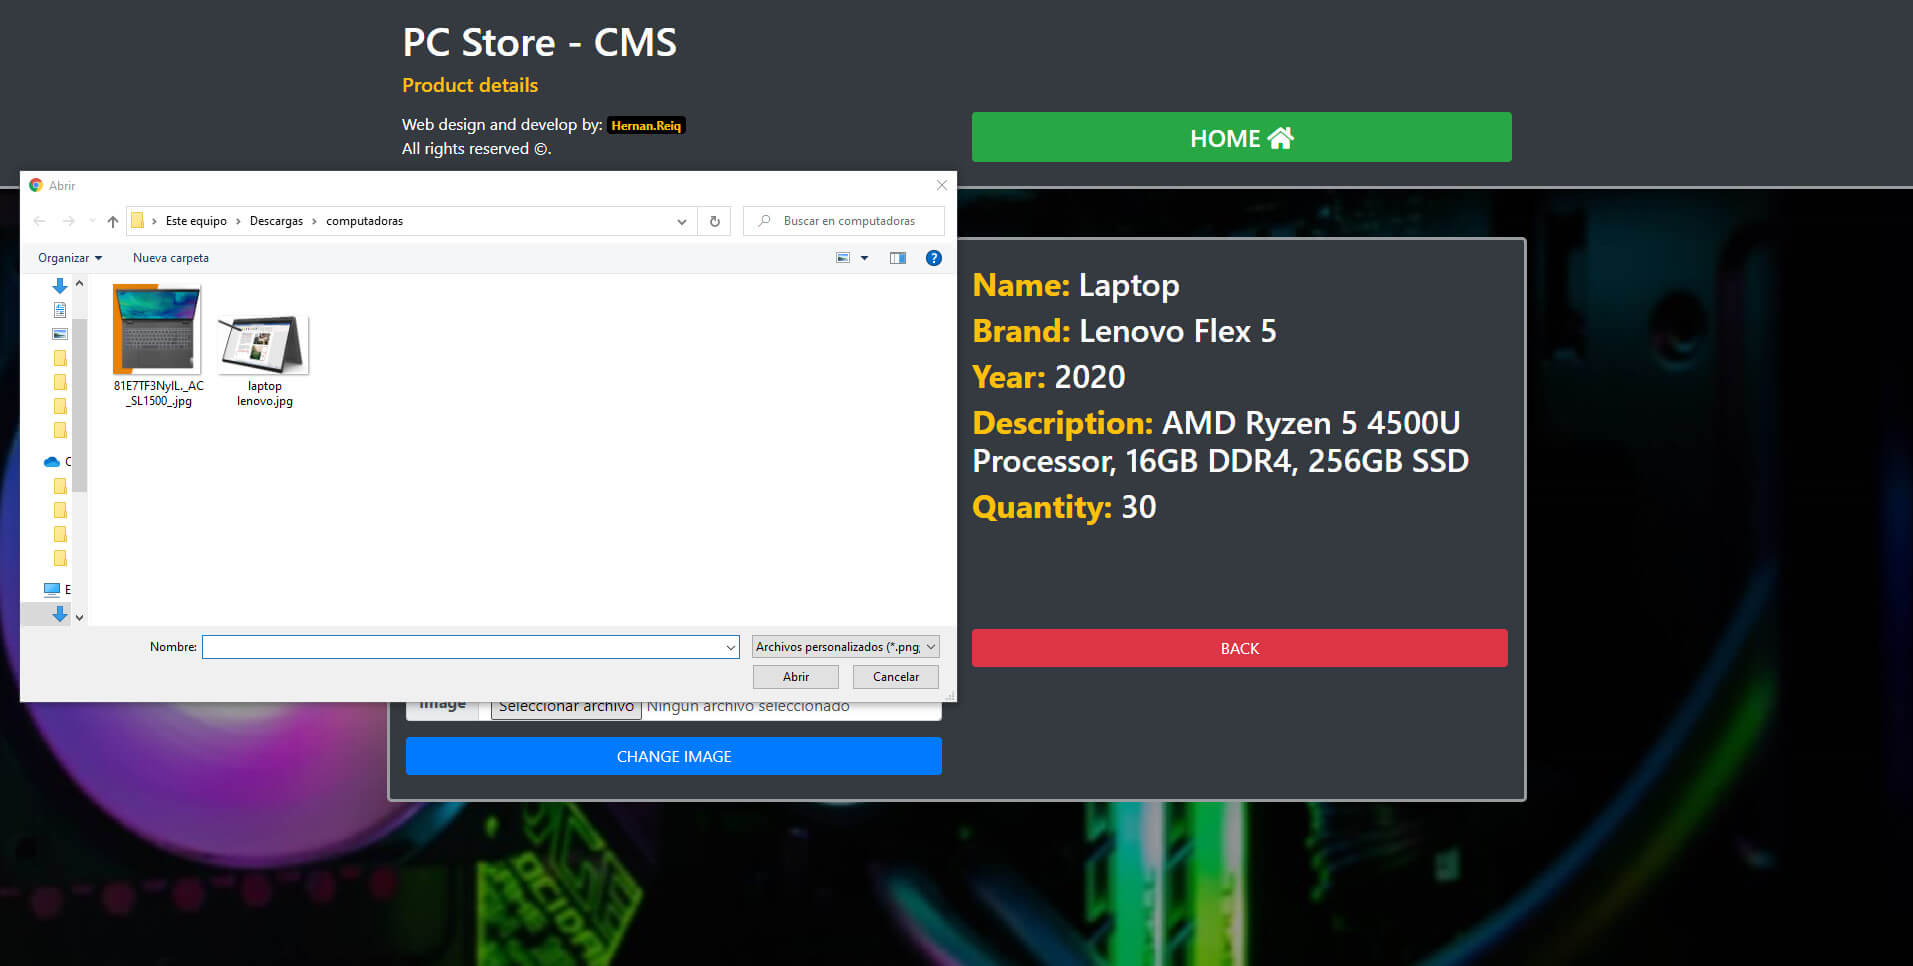 PC Store - CMS
Product details
Web design and develop by: Hernan.Reiq
All rights reserved ©.
HOME
Abrir
Este equipo
Descargas
computadoras
Buscar en computadoras
Organizar
Nueva carpeta
81E7TF3NyIL._AC
_SL1500_.jpg
laptop
lenovo.jpg
C
E
Nombre:
Archivos personalizados (*.png;
Abrir
Cancelar
Name: Laptop
Brand: Lenovo Flex 5
Year: 2020
Description: AMD Ryzen 5 4500U
Processor, 16GB DDR4, 256GB SSD
Quantity: 30
BACK
Image
Seleccionar archivo
Ningún archivo seleccionado
CHANGE IMAGE